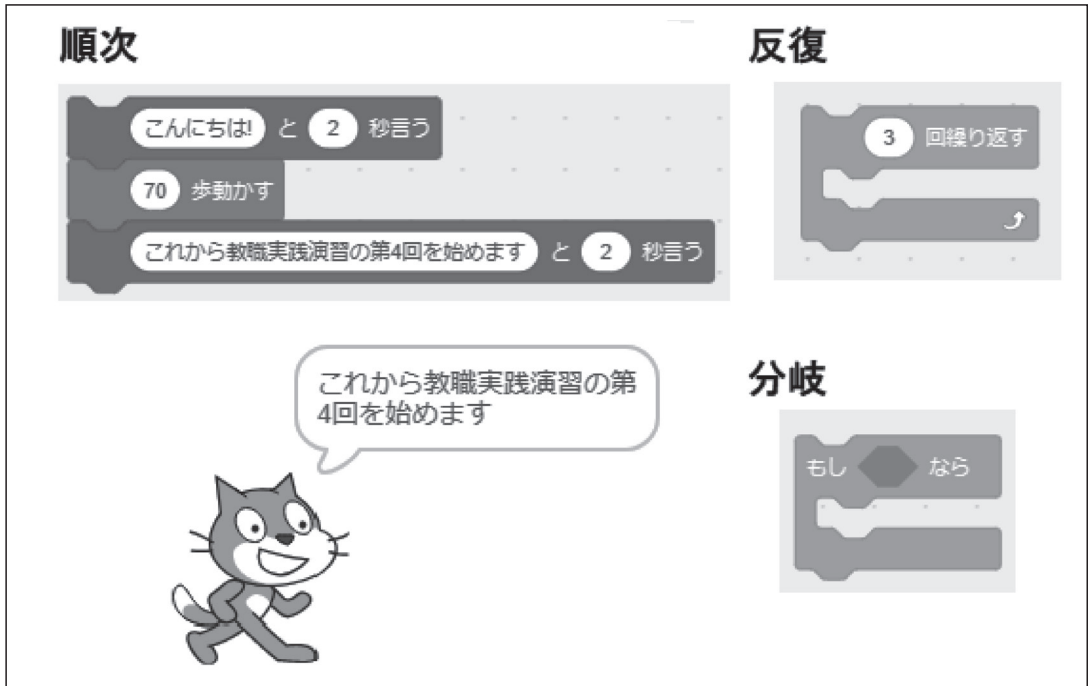 順次
こんにちは! と 2 秒言う
70 歩動かす
これから教職実践演習の第4回を始めます と 2 秒言う
反復
3 回繰り返す
これから教職実践演習の第
4回を始めます
分岐
もし なら